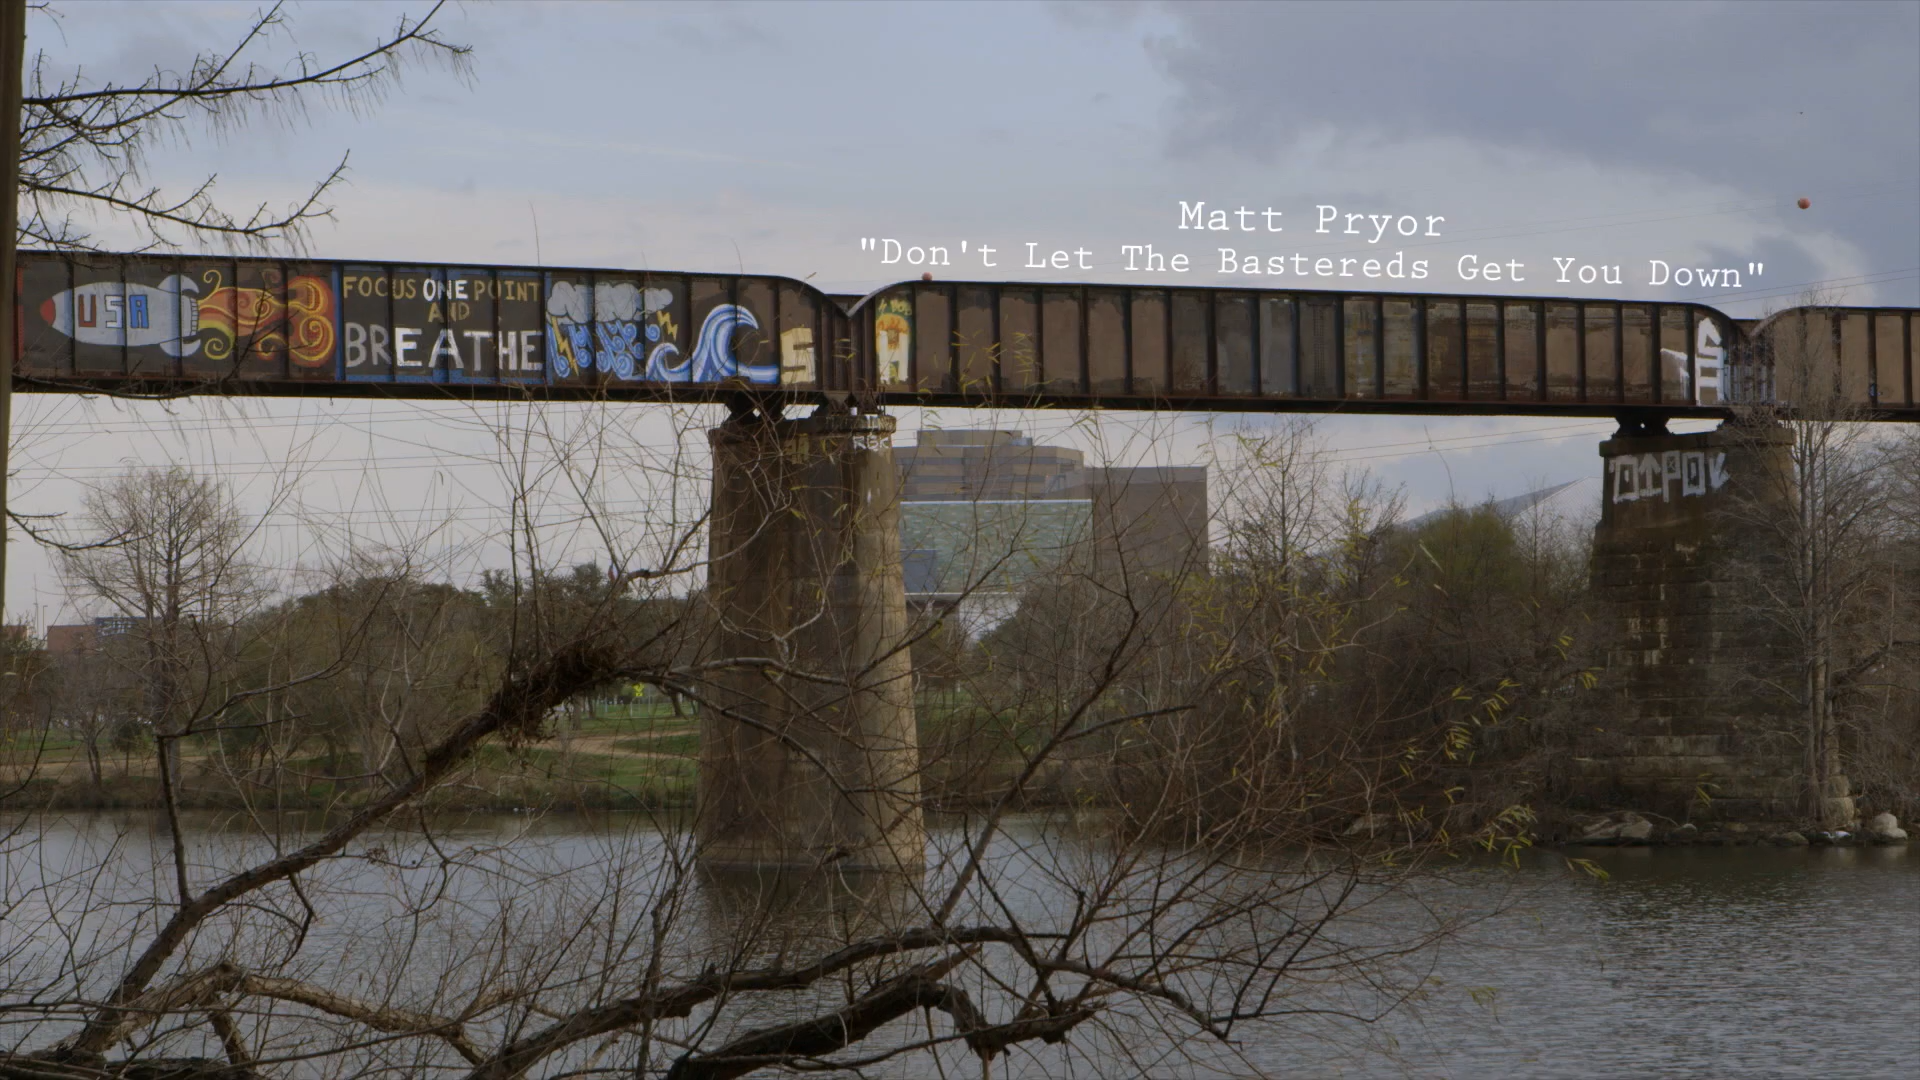 Matt Pryor
"Don't Let The Bastereds Get You Down"
USA
FOCUS ONE POINT
AND
BREATHE